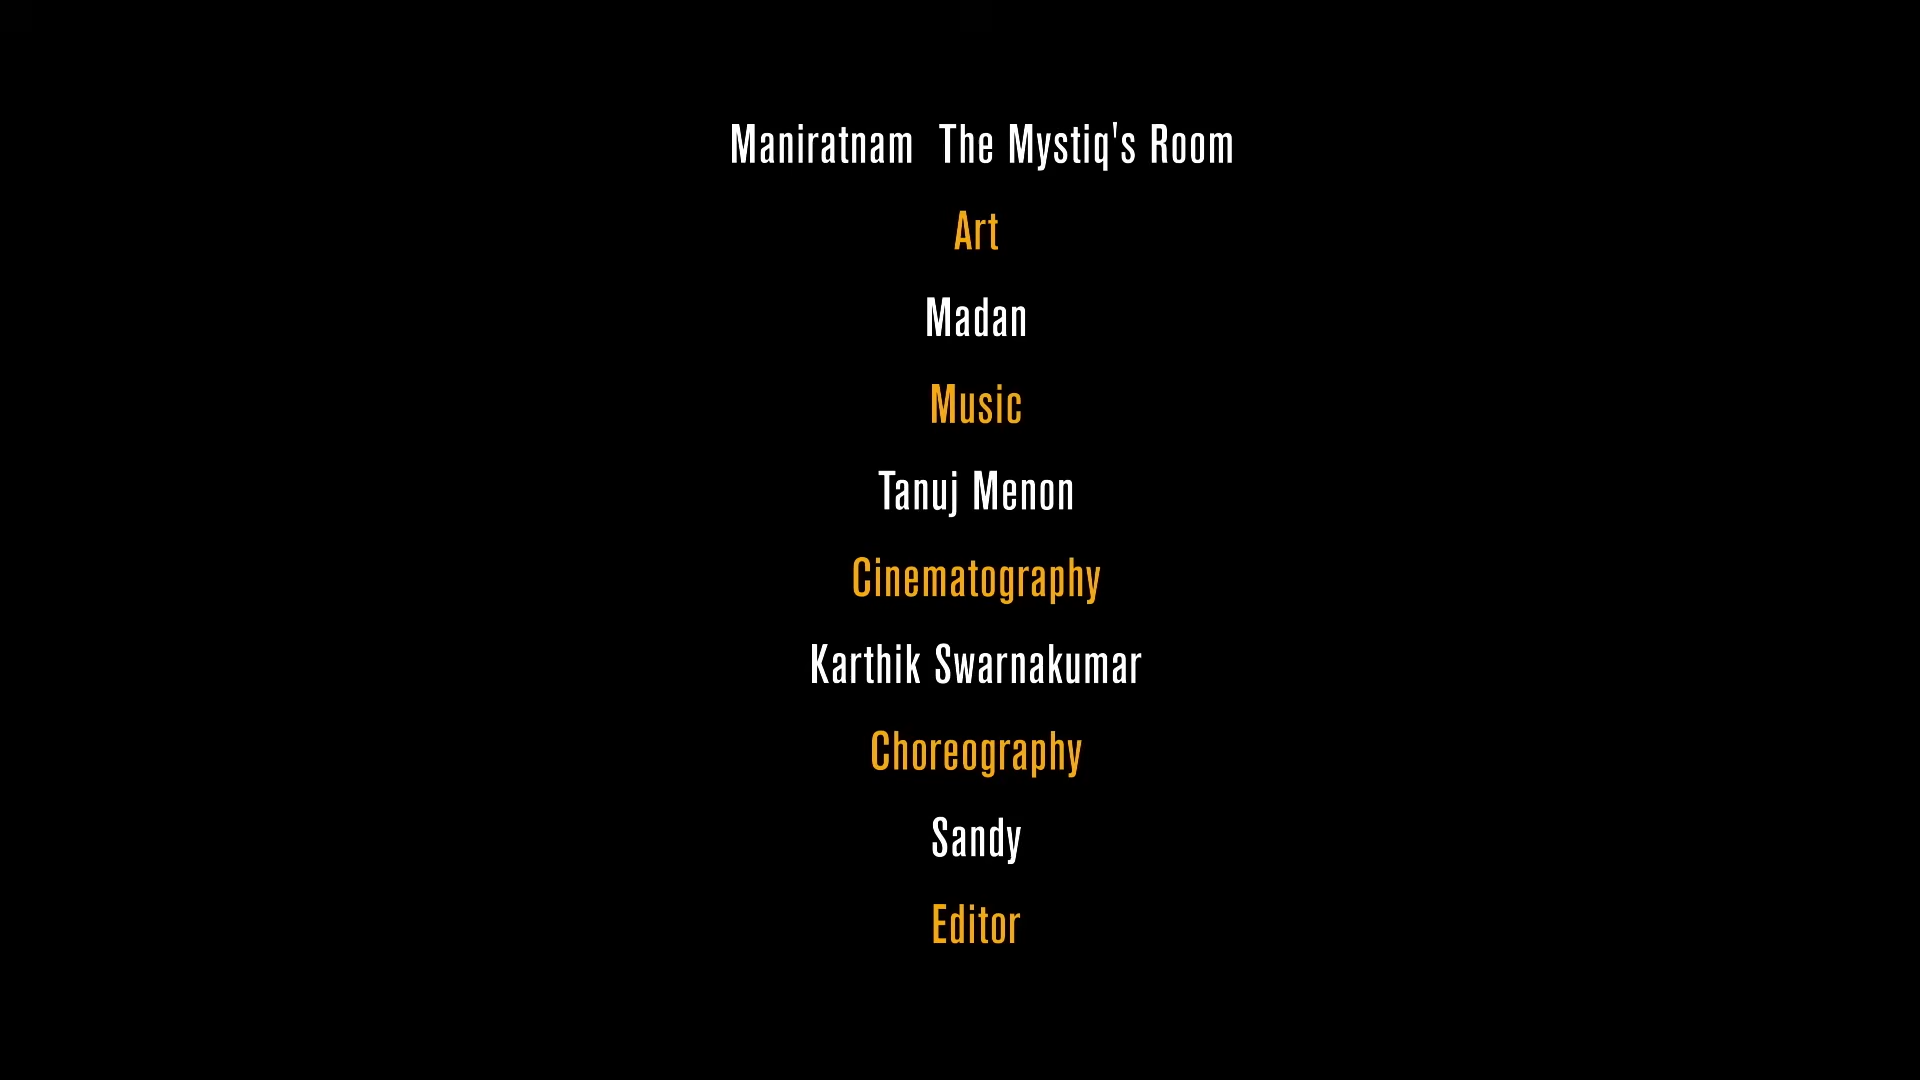 Maniratnam  The Mystiq's Room
Art
Madan
Music
Tanuj Menon
Cinematography
Karthik Swarnakumar
Choreography
Sandy
Editor